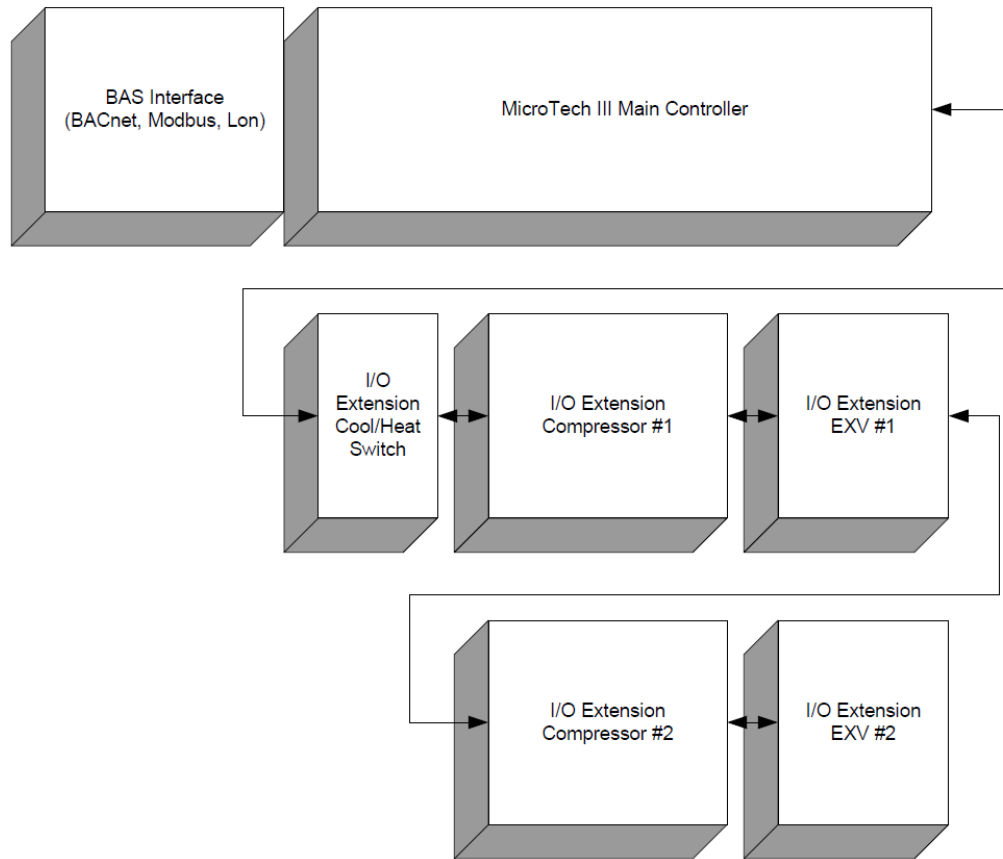 BAS Interface
(BACnet, Modbus, Lon)
MicroTech III Main Controller
I/O
Extension
Cool/Heat
Switch
I/O Extension
Compressor #1
I/O Extension
EXV #1
I/O Extension
Compressor #2
I/O Extension
EXV #2